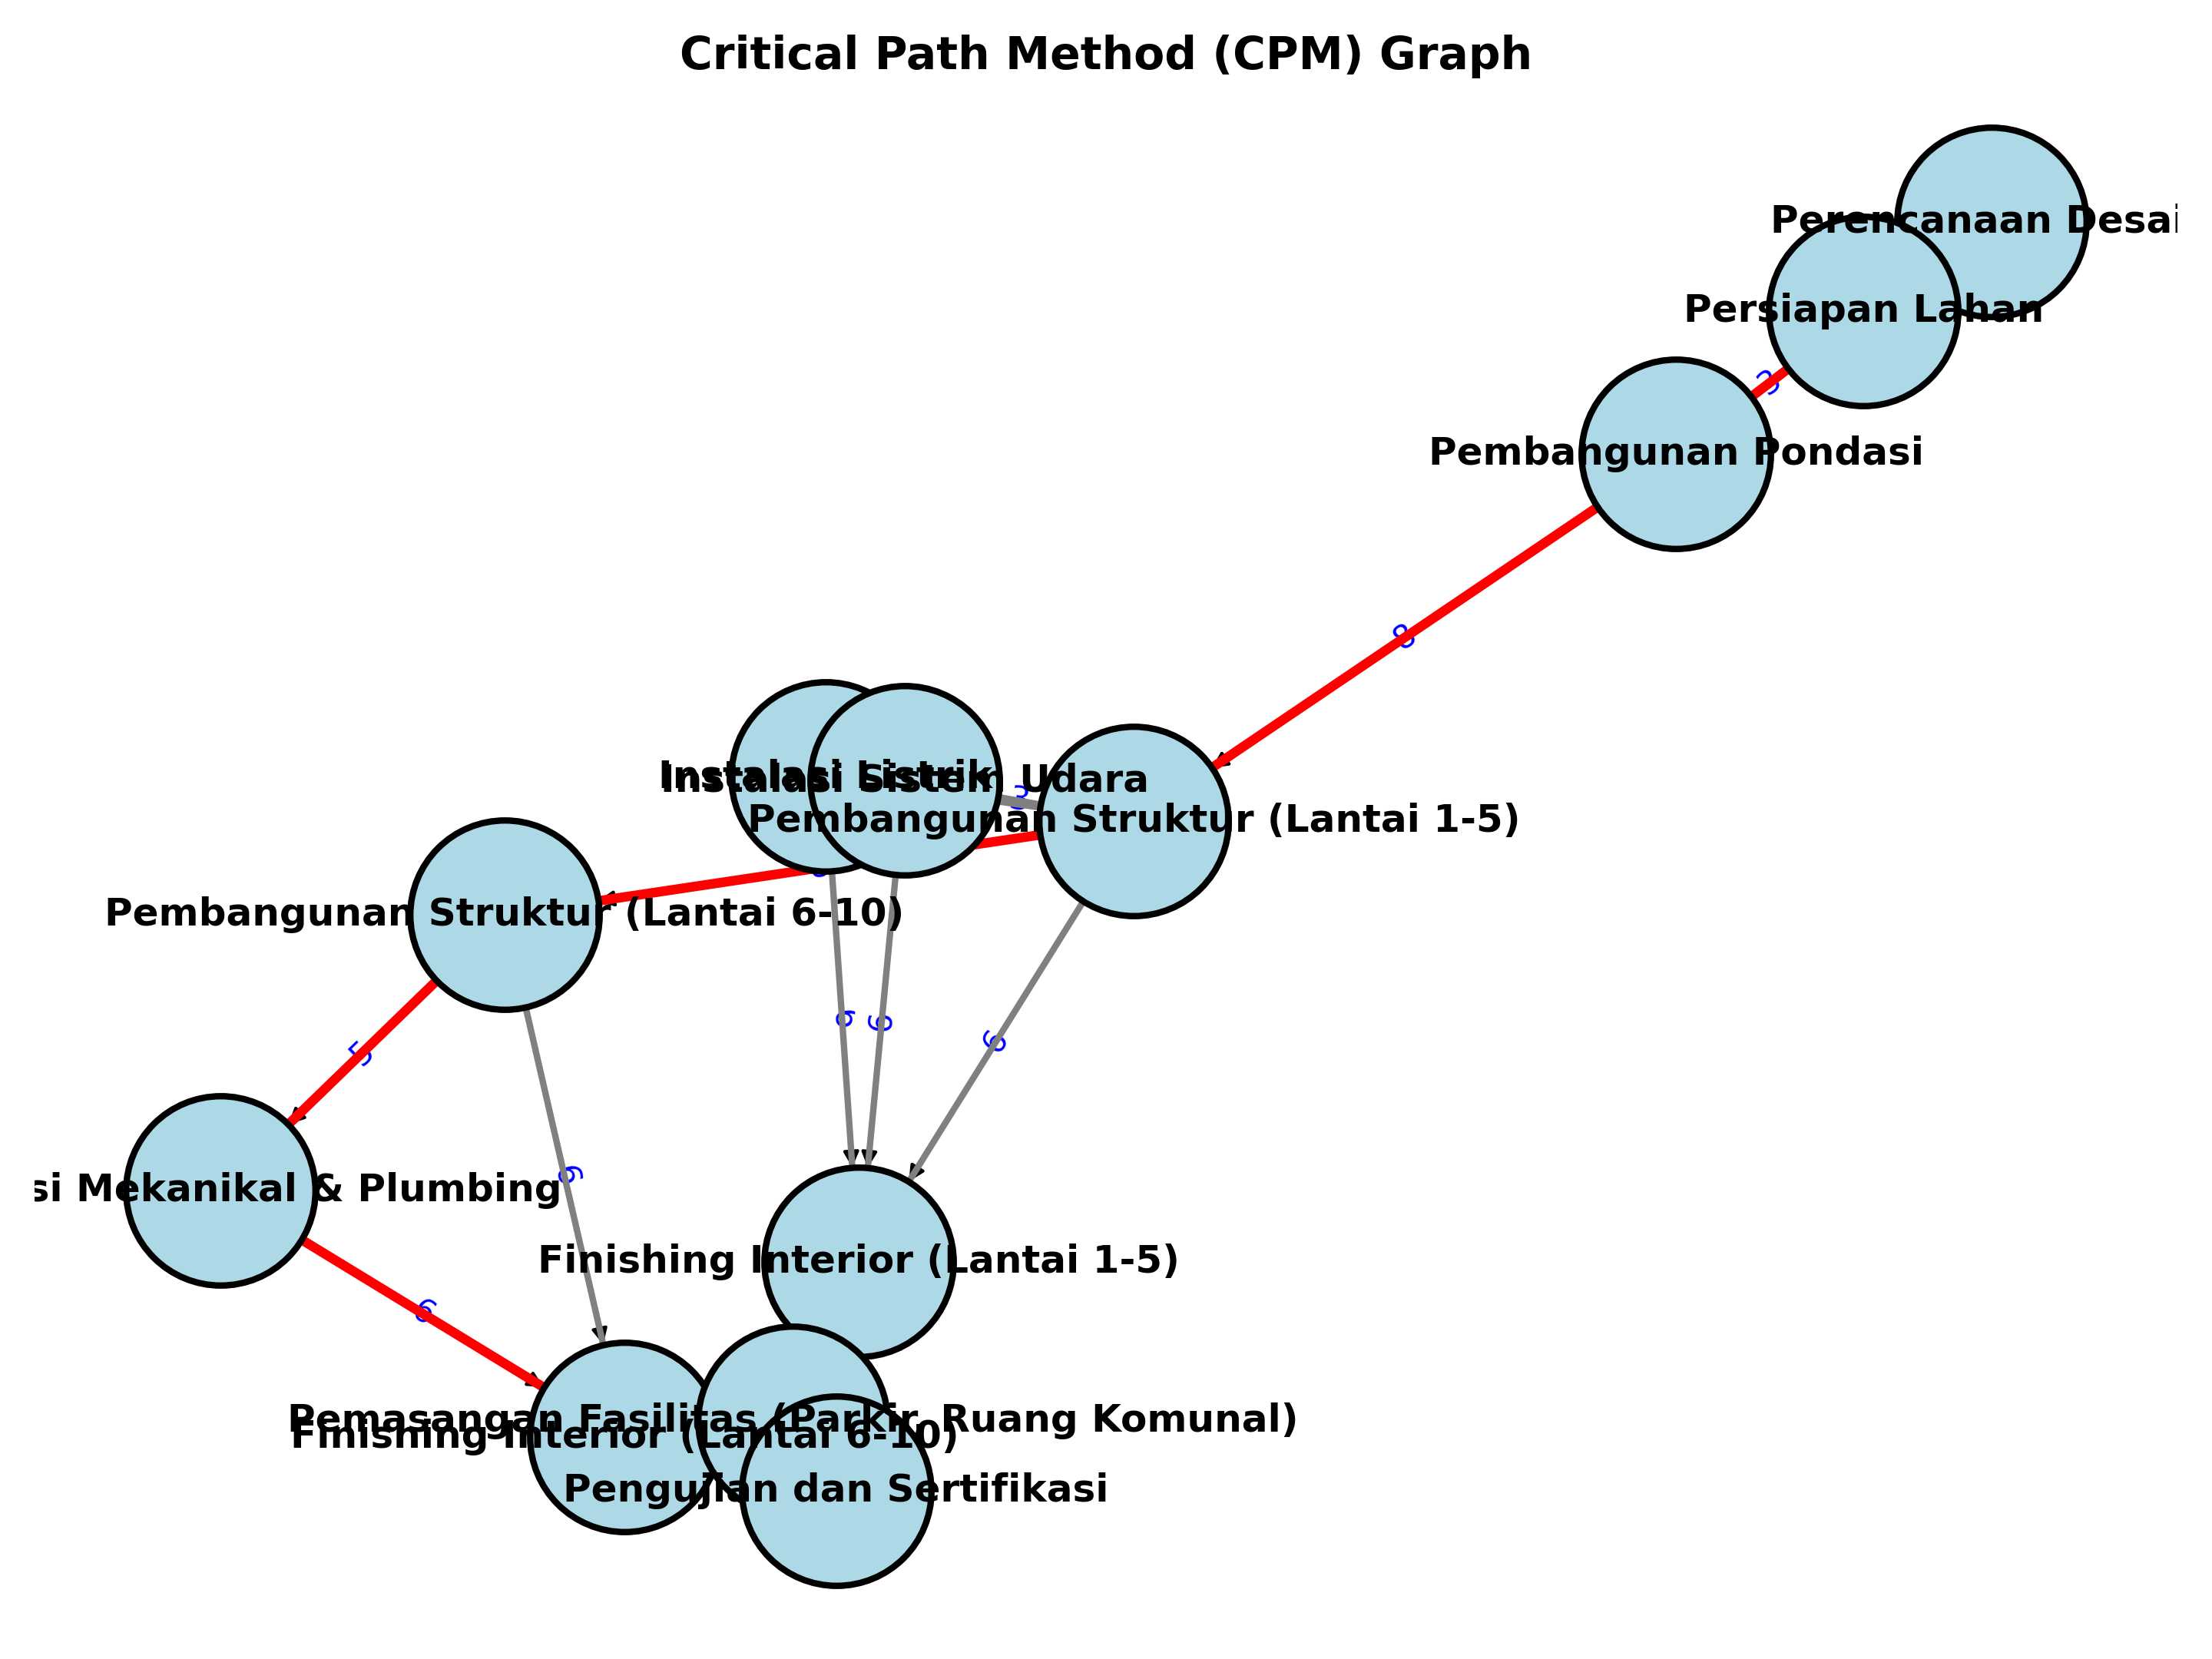 Critical Path Method (CPM) Graph
Perencanaan Desai
Persiapan Lahan
3
Pembangunan Pondasi
8
Instalasi Listrik
Instalasi Sistem Udara
3
Pembangunan Struktur (Lantai 1-5)
Pembangunan Struktur (Lantai 6-10)
6
6
6
5
6
si Mekanikal & Plumbing
Finishing Interior (Lantai 1-5)
6
Pemasangan Fasilitas (Parkir, Ruang Komunal)
Finishing Interior (Lantai 6-10)
Pengujian dan Sertifikasi